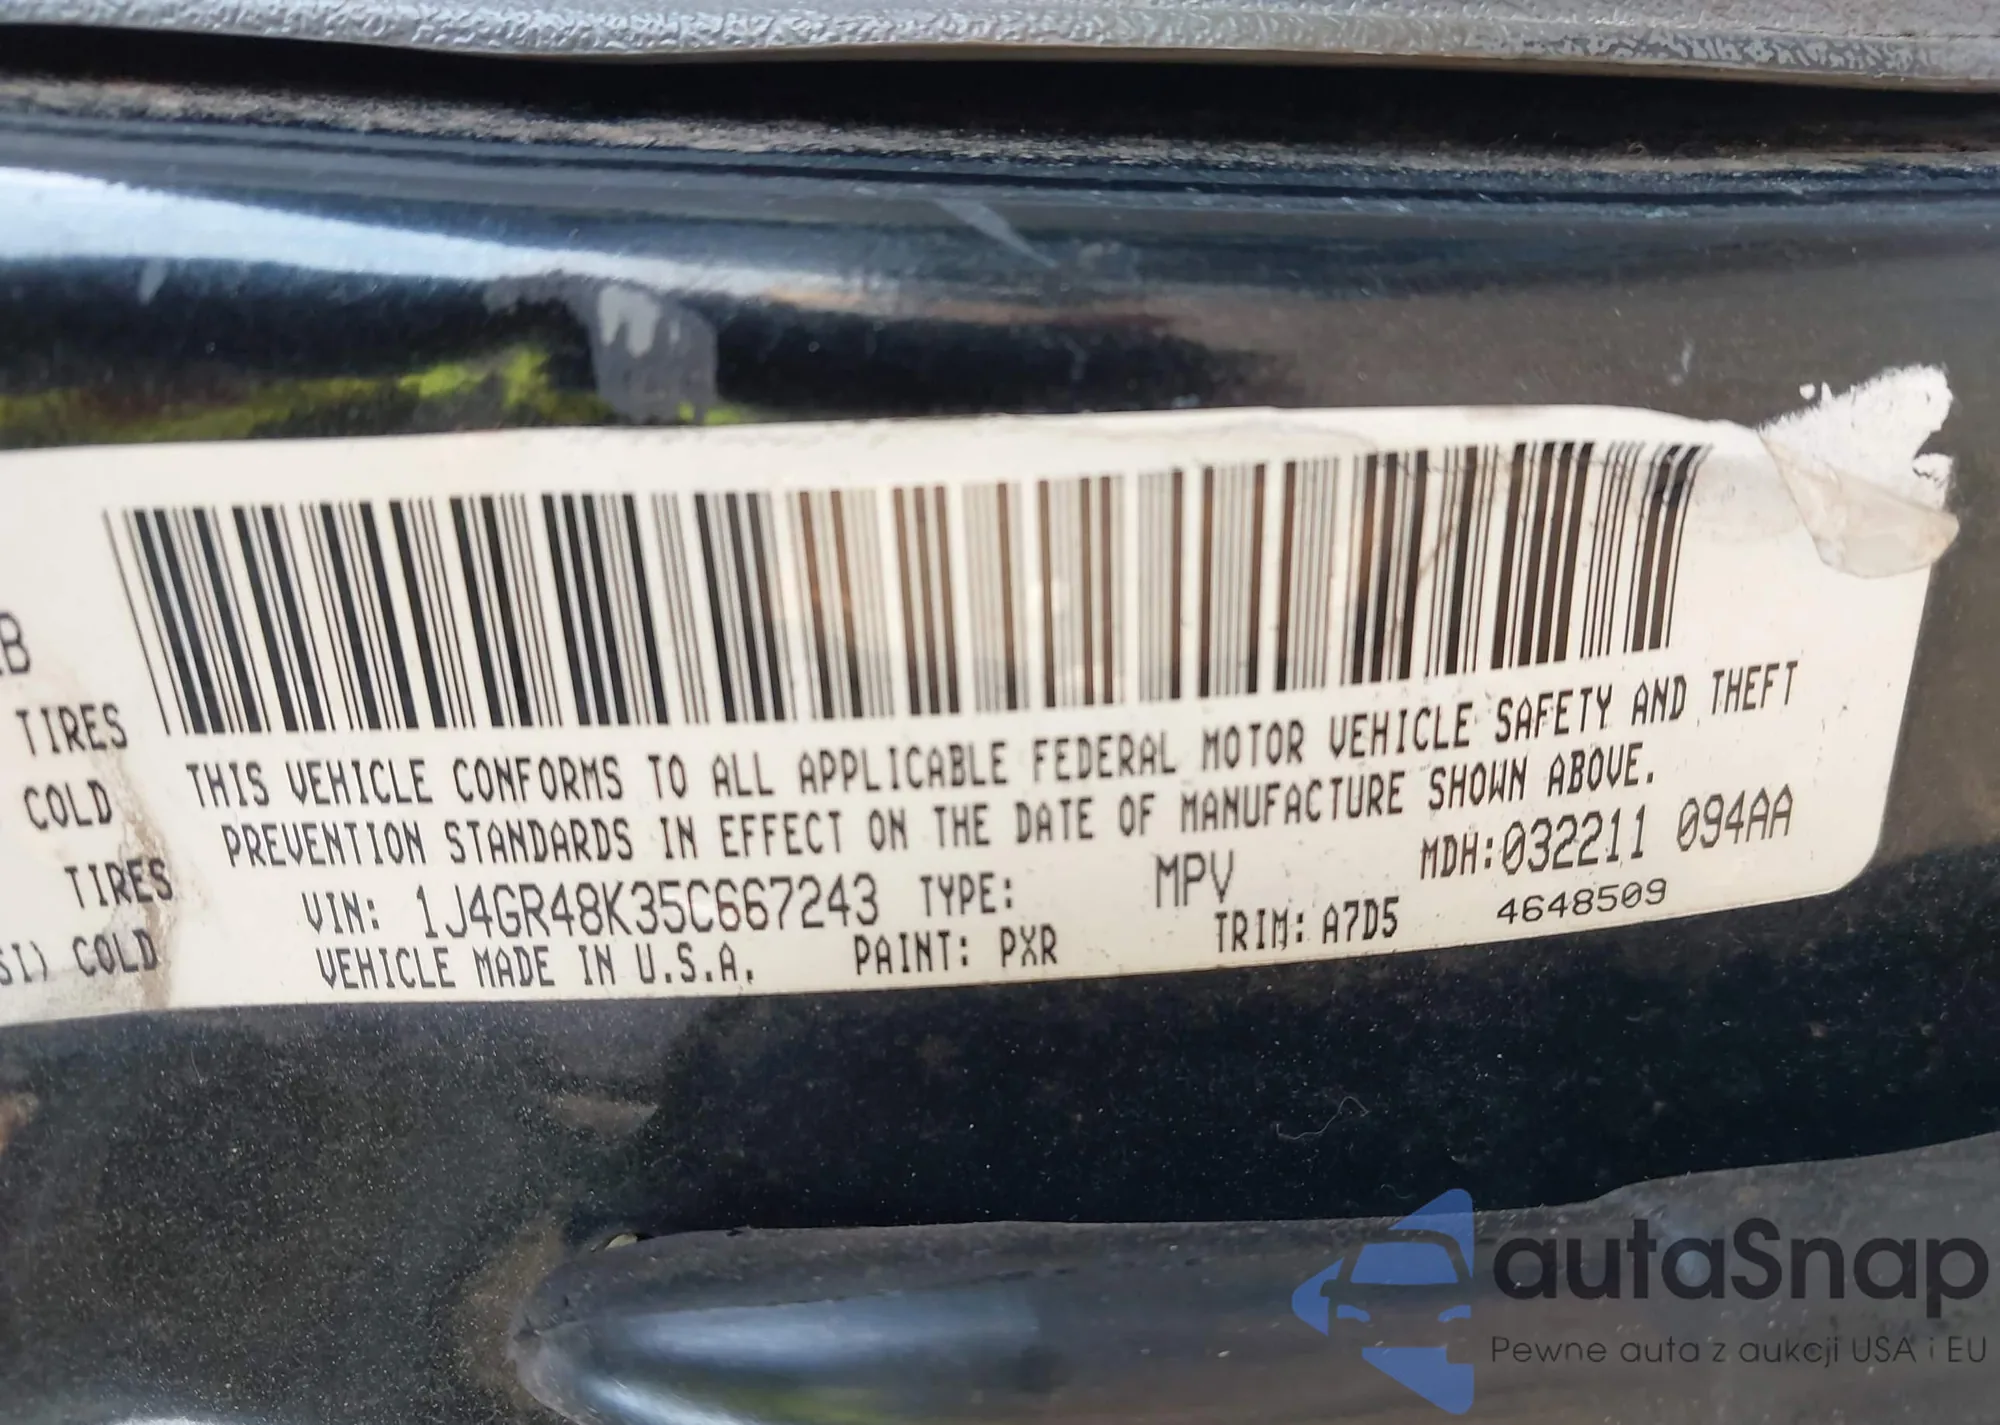 B
TIRES
COLD
TIRES
SI) COLD
THIS VEHICLE CONFORMS TO ALL APPLICABLE FEDERAL MOTOR VEHICLE SAFETY AND THEFT
PREVENTION STANDARDS IN EFFECT ON THE DATE OF MANUFACTURE SHOWN ABOVE.
MDH:032211 094AA
VIN: 1J4GR48K35C667243 TYPE: MPV
4648509
VEHICLE MADE IN U.S.A. PAINT: PXR TRIM: A7D5
autaSnap
Pewne auta z aukcji USA i EU